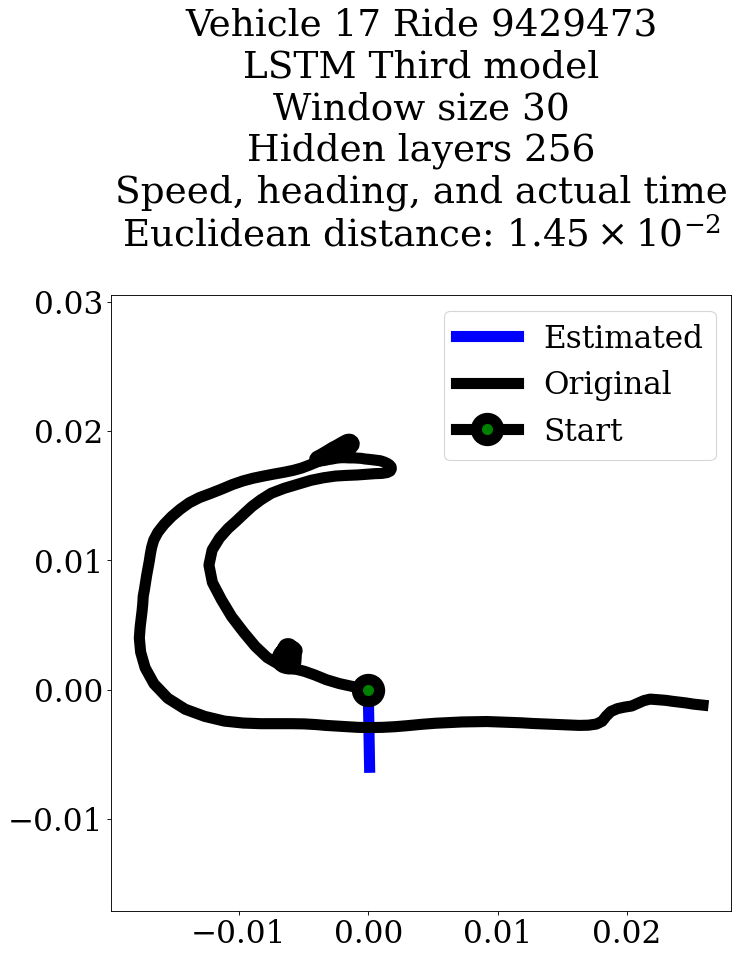 Vehicle 17 Ride 9429473
LSTM Third model
Window size 30
Hidden layers 256
Speed, heading, and actual time
Euclidean distance: 1.45 × 10⁻²
Estimated
Original
Start
0.03
0.02
0.01
0.00
−0.01
−0.01
0.00
0.01
0.02